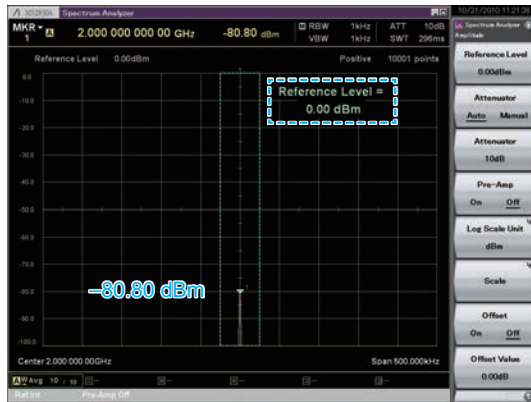 MS2830A Spectrum Analyzer 10/31/2010 11:21:36
MKR 1 2.000 000 000 00 GHz -80.80 dBm RBW 1kHz ATT 10dB
VBW 1kHz SWT 296ms
Reference Level 0.00dBm Positive 10001 points
0.0
-10.0
-20.0
-30.0
-40.0
-50.0
-60.0
-70.0
-80.0
-90.0
-100.0
Reference Level =
0.00 dBm
–80.80 dBm
1
Center 2.000 000 00GHz Span 500.000kHz
A W Avg 10 / 10
Ref.Int Pre-Amp Off
Spectrum Analyzer
Amplitude
Reference Level
0.00dBm
Attenuator
Auto Manual
Attenuator
10dB
Pre-Amp
On Off
Log Scale Unit
dBm
Scale
Offset
On Off
Offset Value
0.00dB